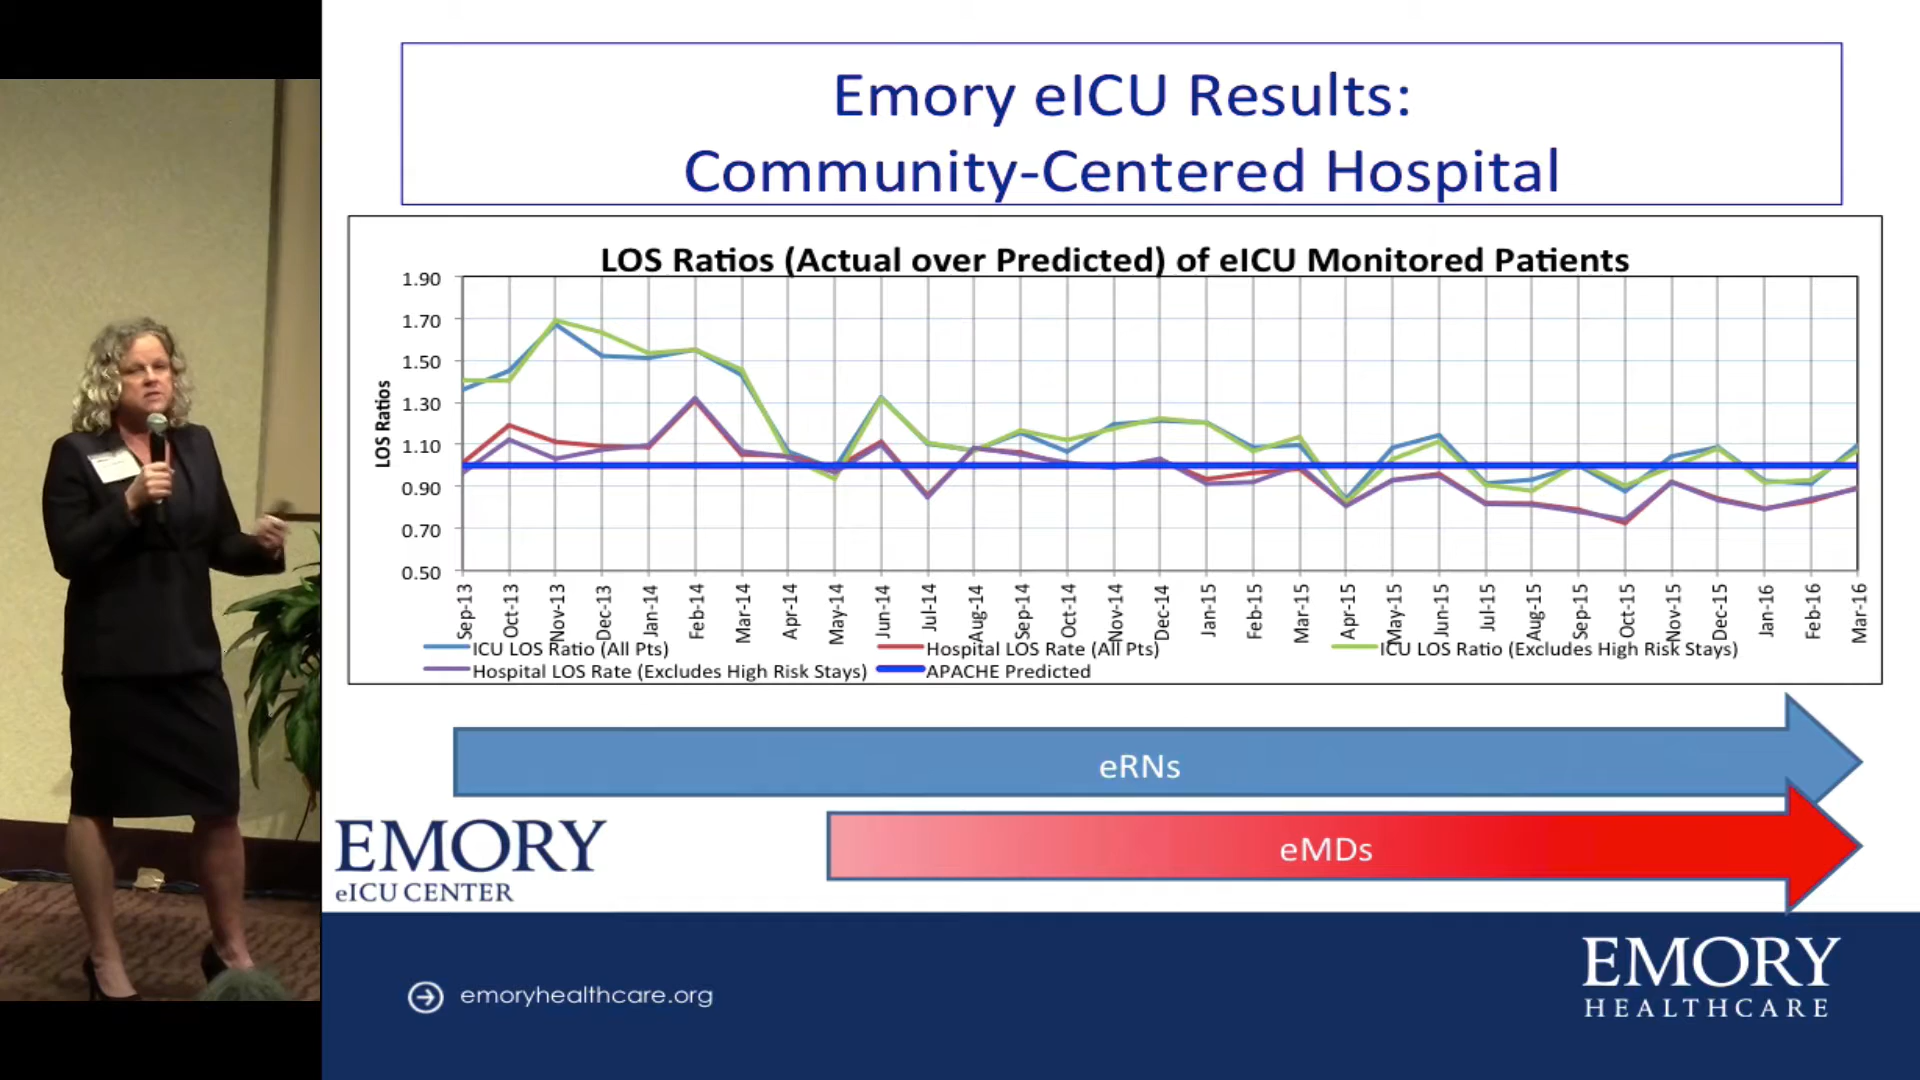 Emory eICU Results:
Community-Centered Hospital
LOS Ratios (Actual over Predicted) of eICU Monitored Patients
LOS Ratios
1.90
1.70
1.50
1.30
1.10
0.90
0.70
0.50
Sep-13
Oct-13
Nov-13
Dec-13
Jan-14
Feb-14
Mar-14
Apr-14
May-14
Jun-14
Jul-14
Aug-14
Sep-14
Oct-14
Nov-14
Dec-14
Jan-15
Feb-15
Mar-15
Apr-15
May-15
Jun-15
Jul-15
Aug-15
Sep-15
Oct-15
Nov-15
Dec-15
Jan-16
Feb-16
Mar-16
ICU LOS Ratio (All Pts)
Hospital LOS Rate (All Pts)
ICU LOS Ratio (Excludes High Risk Stays)
Hospital LOS Rate (Excludes High Risk Stays)
APACHE Predicted
eRNs
eMDs
EMORY
eICU CENTER
emoryhealthcare.org
EMORY
HEALTHCARE